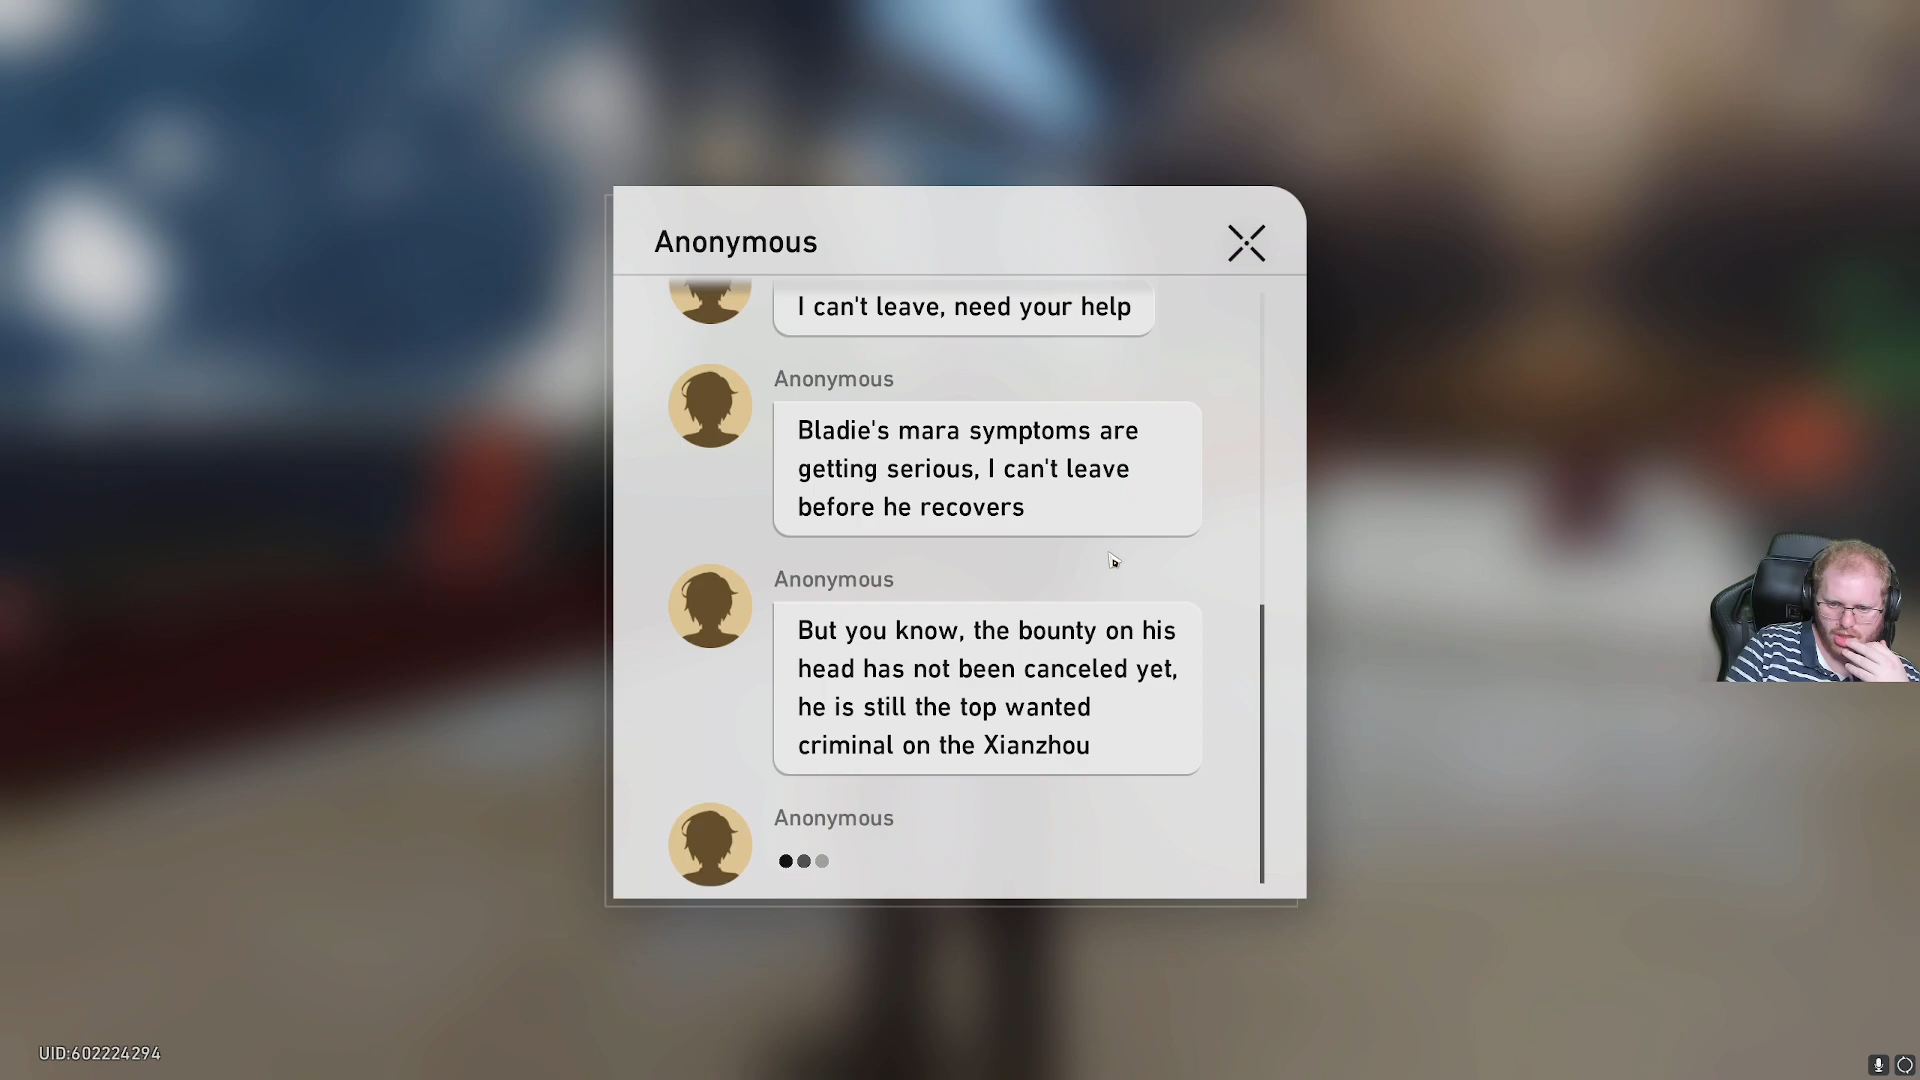 Anonymous
I can't leave, need your help
Anonymous
Bladie's mara symptoms are
getting serious, I can't leave
before he recovers
Anonymous
But you know, the bounty on his
head has not been canceled yet,
he is still the top wanted
criminal on the Xianzhou
Anonymous
UID:602224294